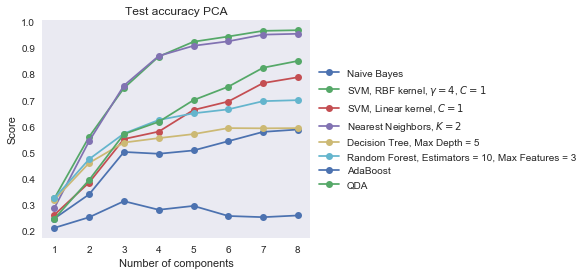 Test accuracy PCA
1.0
0.9
0.8
0.7
0.6
0.5
0.4
0.3
0.2
Score
1 2 3 4 5 6 7 8
Number of components
Naive Bayes
SVM, RBF kernel, γ = 4, C = 1
SVM, Linear kernel, C = 1
Nearest Neighbors, K = 2
Decision Tree, Max Depth = 5
Random Forest, Estimators = 10, Max Features = 3
AdaBoost
QDA